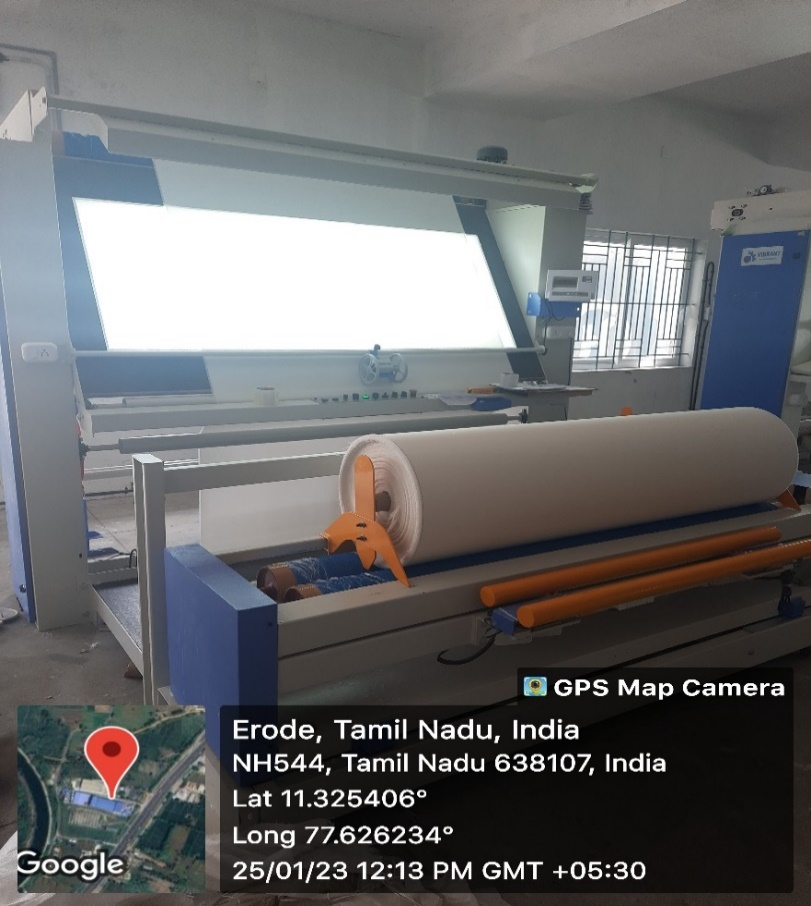 VIBRANT
GPS Map Camera
Erode, Tamil Nadu, India
NH544, Tamil Nadu 638107, India
Lat 11.325406°
Long 77.626234°
25/01/23 12:13 PM GMT +05:30
Google